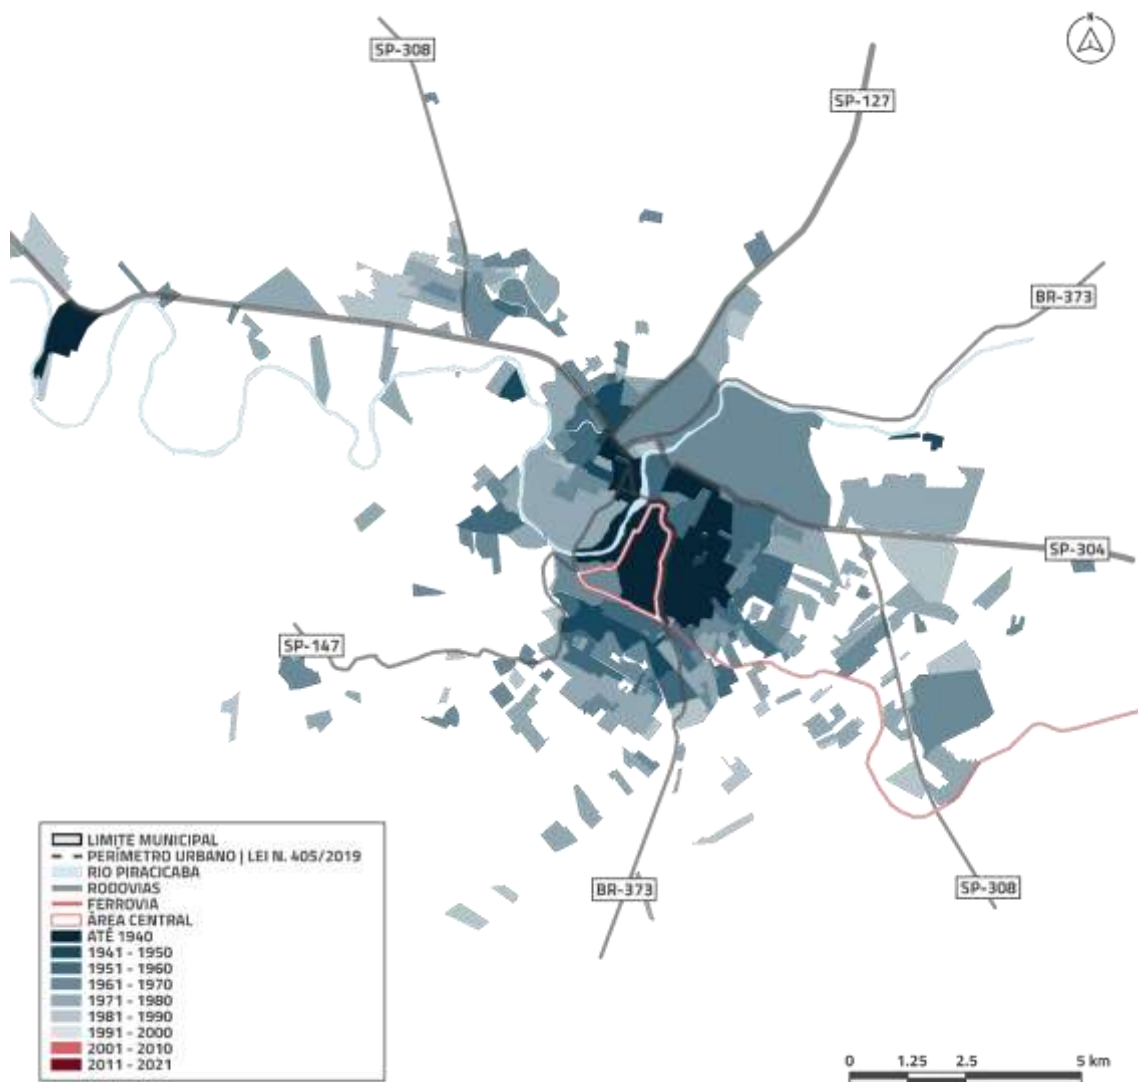 N
SP-308
SP-127
BR-373
SP-304
SP-147
BR-373
SP-308
LIMITE MUNICIPAL
PERÍMETRO URBANO | LEI N. 405/2019
RIO PIRACICABA
RODOVIAS
FERROVIA
ÁREA CENTRAL
ATÉ 1940
1941 - 1950
1951 - 1960
1961 - 1970
1971 - 1980
1981 - 1990
1991 - 2000
2001 - 2010
2011 - 2021
0 1.25 2.5 5 km